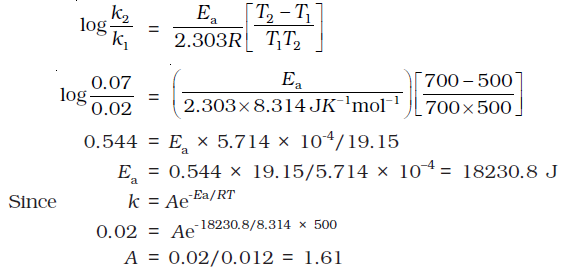 log k₂/k₁ = Eₐ/2.303R [T₂ − T₁/T₁T₂]
log 0.07/0.02 = (Eₐ/2.303×8.314 JK⁻¹mol⁻¹) [700 − 500/700×500]
0.544 = Eₐ × 5.714 × 10⁻⁴/19.15
Eₐ = 0.544 × 19.15/5.714 × 10⁻⁴ = 18230.8 J
Since k = Ae⁻ᴱᵃ/ᴿᵀ
0.02 = Ae^-18230.8/8.314 × 500
A = 0.02/0.012 = 1.61